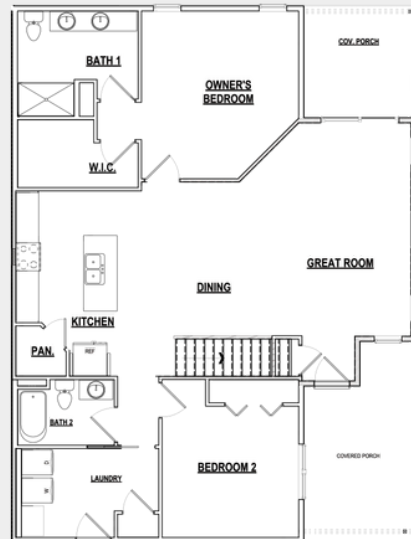 COV. PORCH
BATH 1
OWNER'S
BEDROOM
W.I.C.
GREAT ROOM
DINING
KITCHEN
PAN.
REF
BATH 2
D
W
LAUNDRY
BEDROOM 2
COVERED PORCH